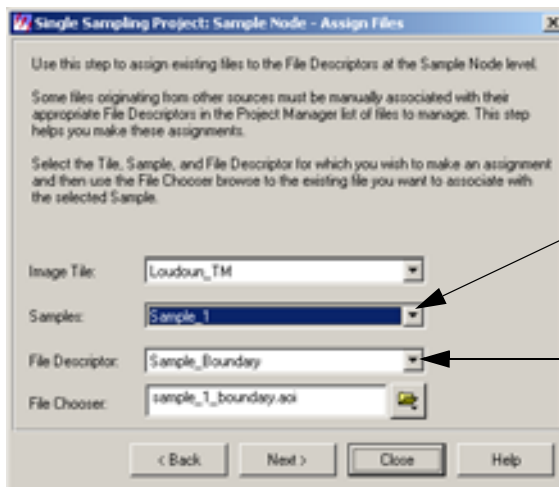 Single Sampling Project: Sample Node - Assign Files
Use this step to assign existing files to the File Descriptors at the Sample Node level.
Some files originating from other sources must be manually associated with their
appropriate File Descriptors in the Project Manager list of files to manage. This step
helps you make these assignments.
Select the Tile, Sample, and File Descriptor for which you wish to make an assignment
and then use the File Chooser browse to the existing file you want to associate with
the selected Sample.
Image Tile: Loudoun_TM
Samples: Sample_1
File Descriptor: Sample_Boundary
File Chooser: sample_1_boundary.aoi
< Back Next > Close Help